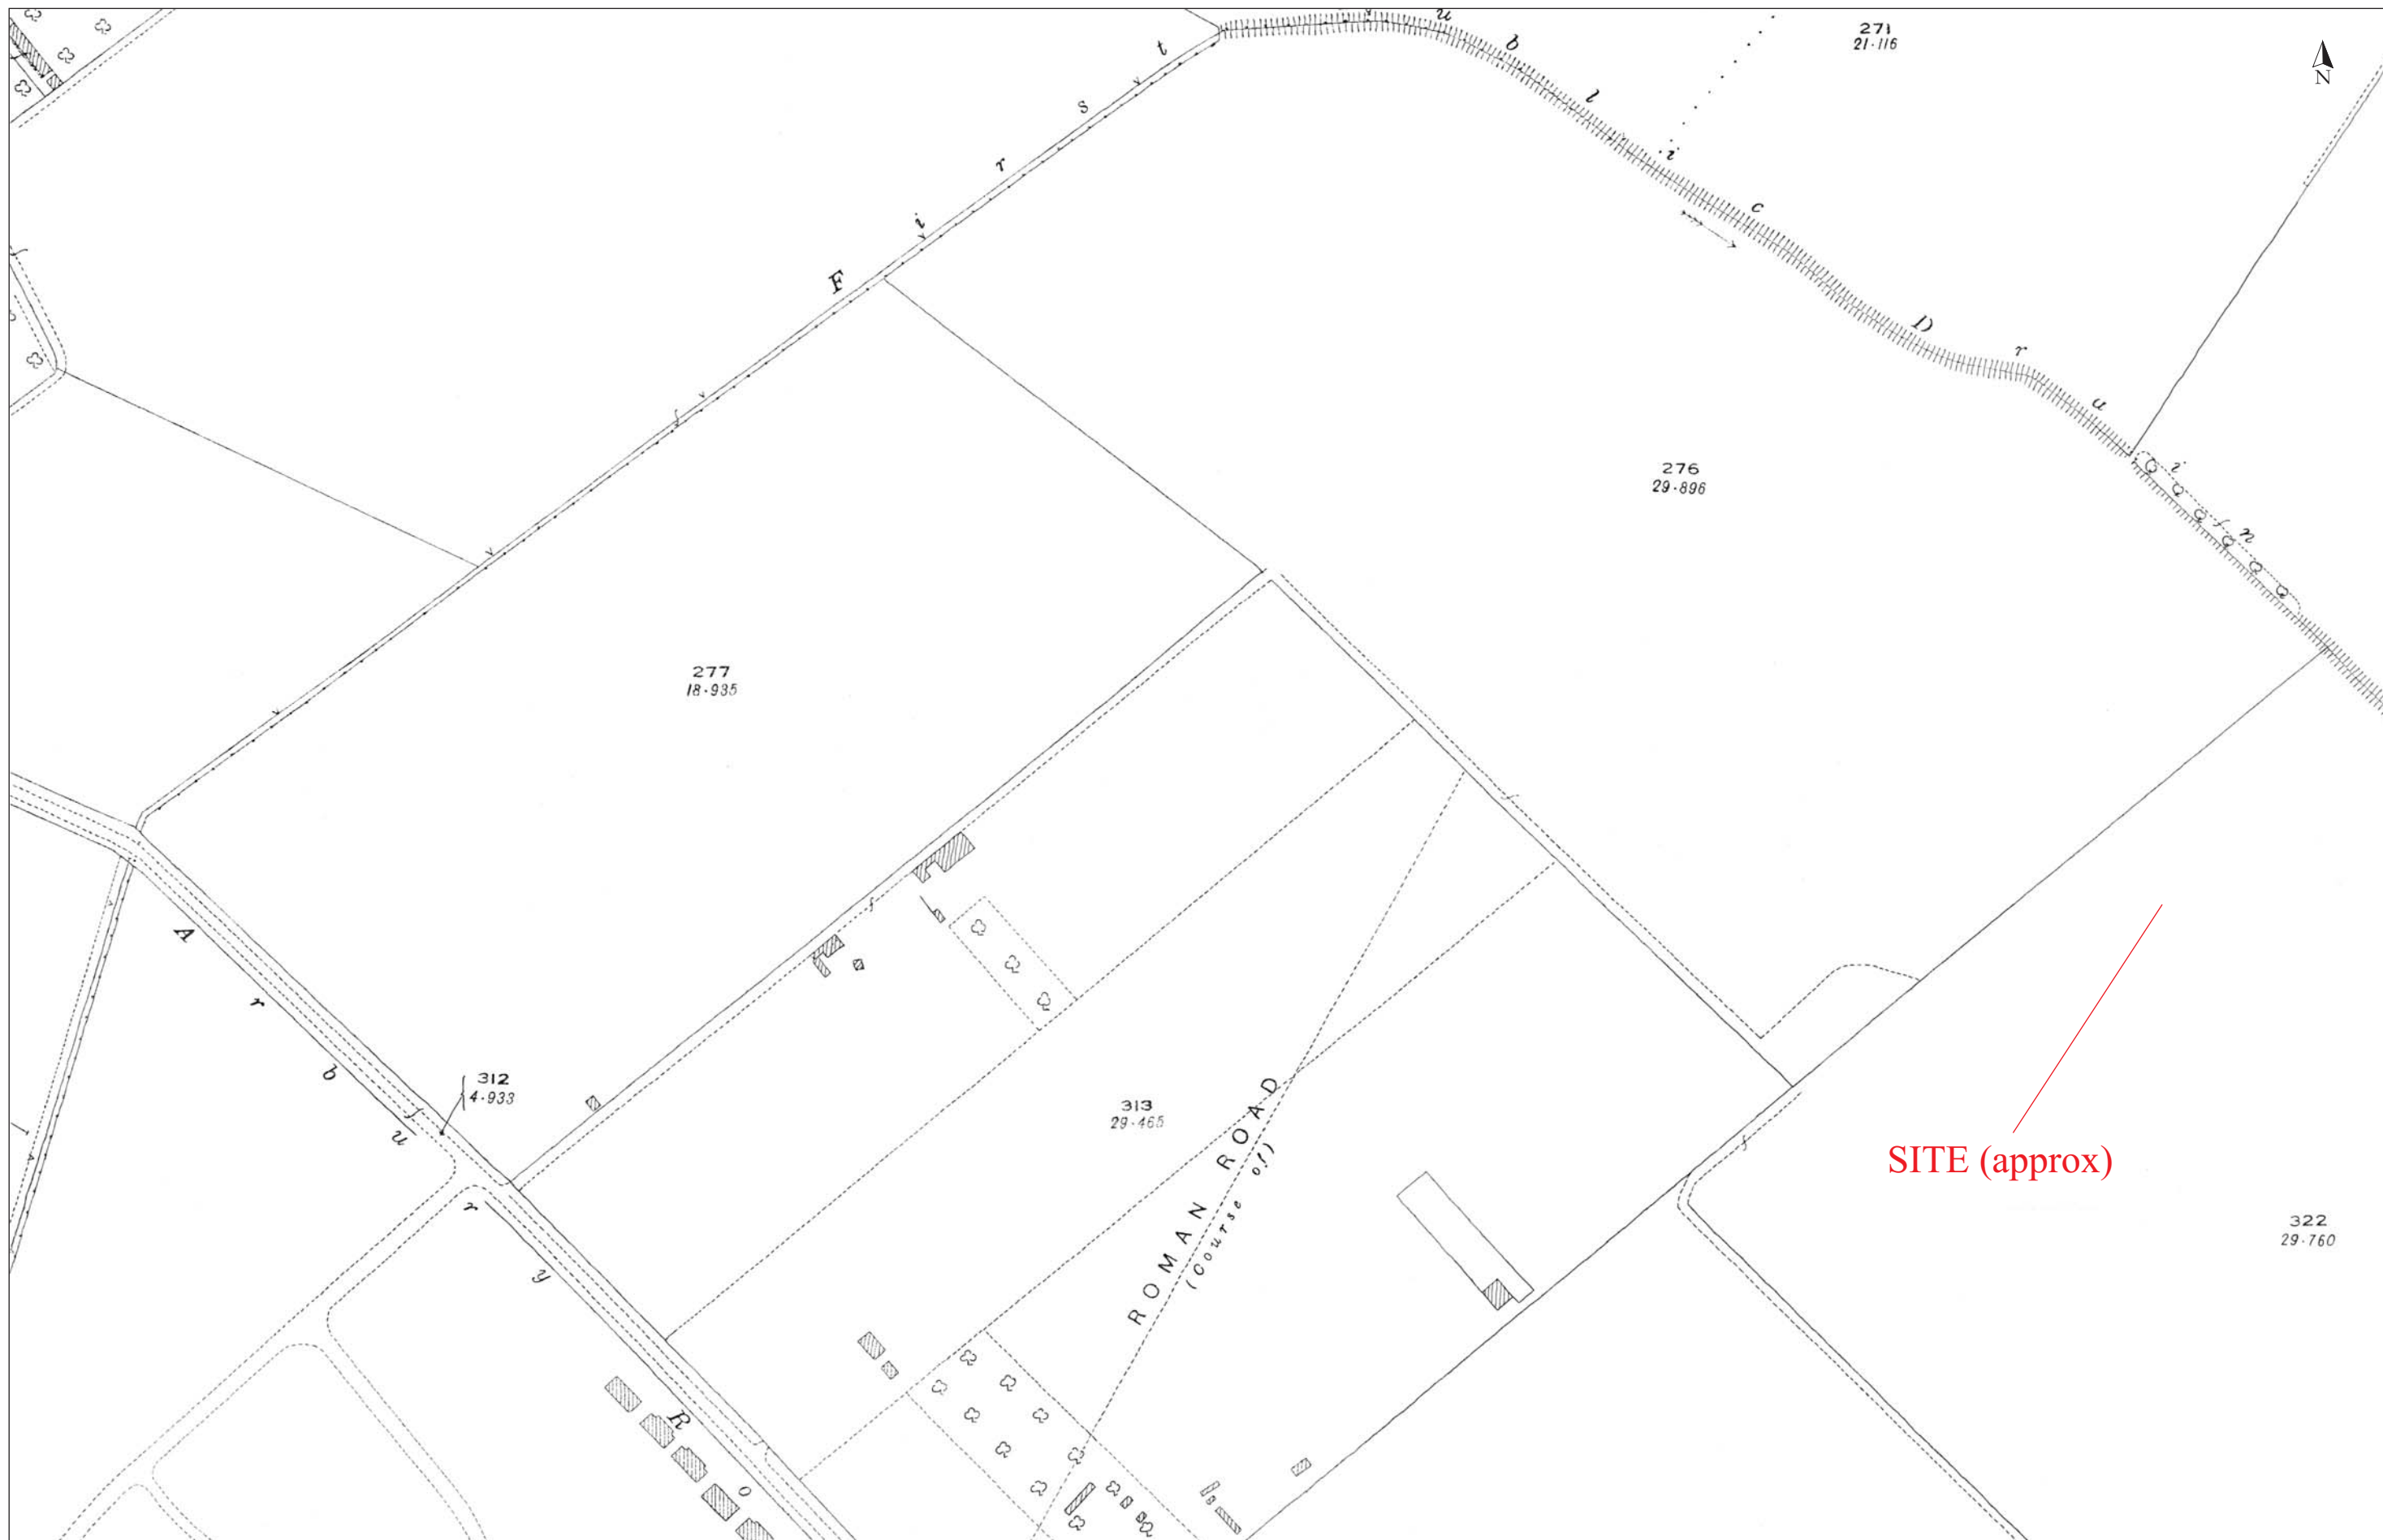 271
21·116
N
First Public Drain
276
29·896
277
18·935
312
4·933
313
29·465
ROMAN ROAD
(Course of)
SITE (approx)
322
29·760
Arbury Ro